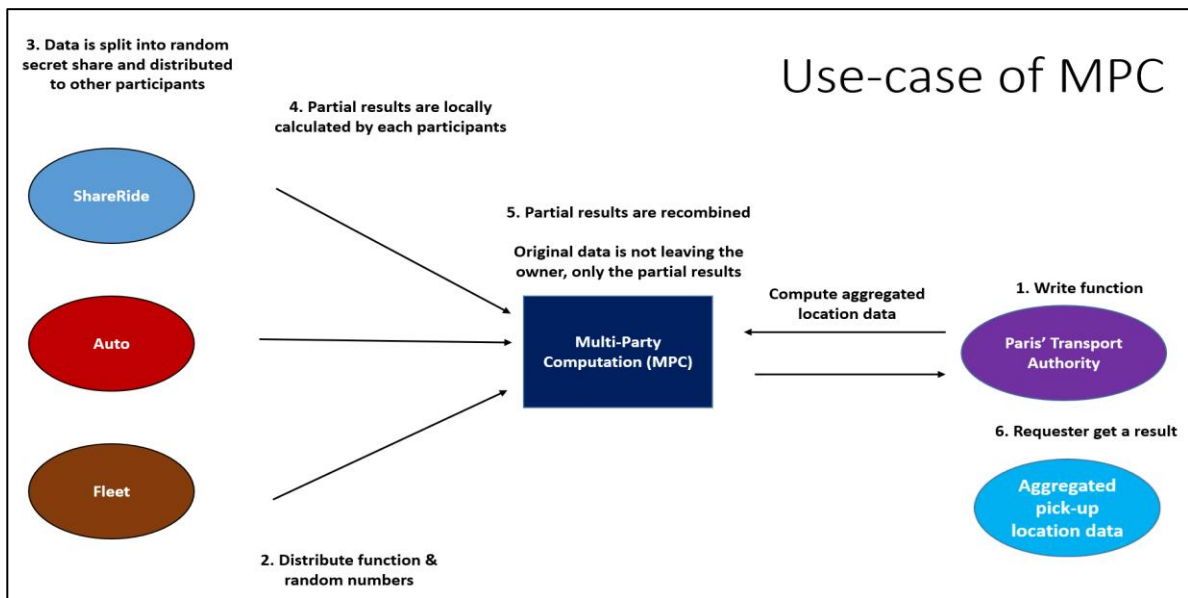 Use-case of MPC
3. Data is split into random
secret share and distributed
to other participants
4. Partial results are locally
calculated by each participants
ShareRide
5. Partial results are recombined
Original data is not leaving the
owner, only the partial results
Auto
Multi-Party
Computation (MPC)
Compute aggregated
location data
1. Write function
Paris' Transport
Authority
6. Requester get a result
Fleet
Aggregated
pick-up
location data
2. Distribute function &
random numbers